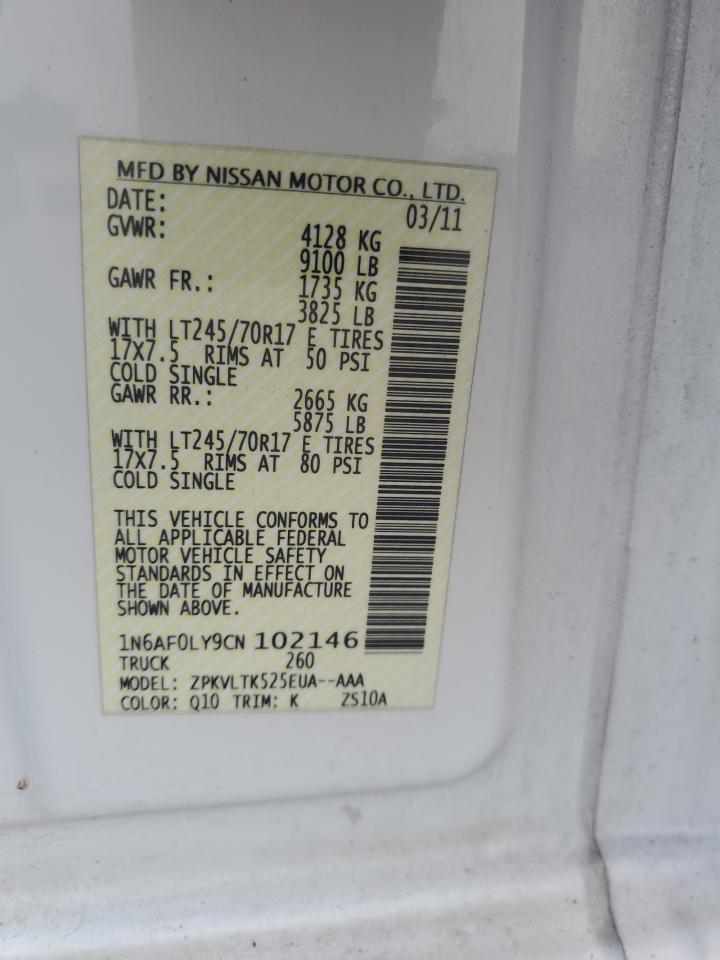 MFD BY NISSAN MOTOR CO., LTD.
DATE: 03/11
GVWR: 4128 KG
9100 LB
GAWR FR.: 1735 KG
3825 LB
WITH LT245/70R17 E TIRES
17X7.5 RIMS AT 50 PSI
COLD SINGLE
GAWR RR.: 2665 KG
5875 LB
WITH LT245/70R17 E TIRES
17X7.5 RIMS AT 80 PSI
COLD SINGLE
THIS VEHICLE CONFORMS TO
ALL APPLICABLE FEDERAL
MOTOR VEHICLE SAFETY
STANDARDS IN EFFECT ON
THE DATE OF MANUFACTURE
SHOWN ABOVE.
1N6AF0LY9CN 102146
TRUCK 260
MODEL: ZPKVLTK525EUA--AAA
COLOR: Q10 TRIM: K ZS10A